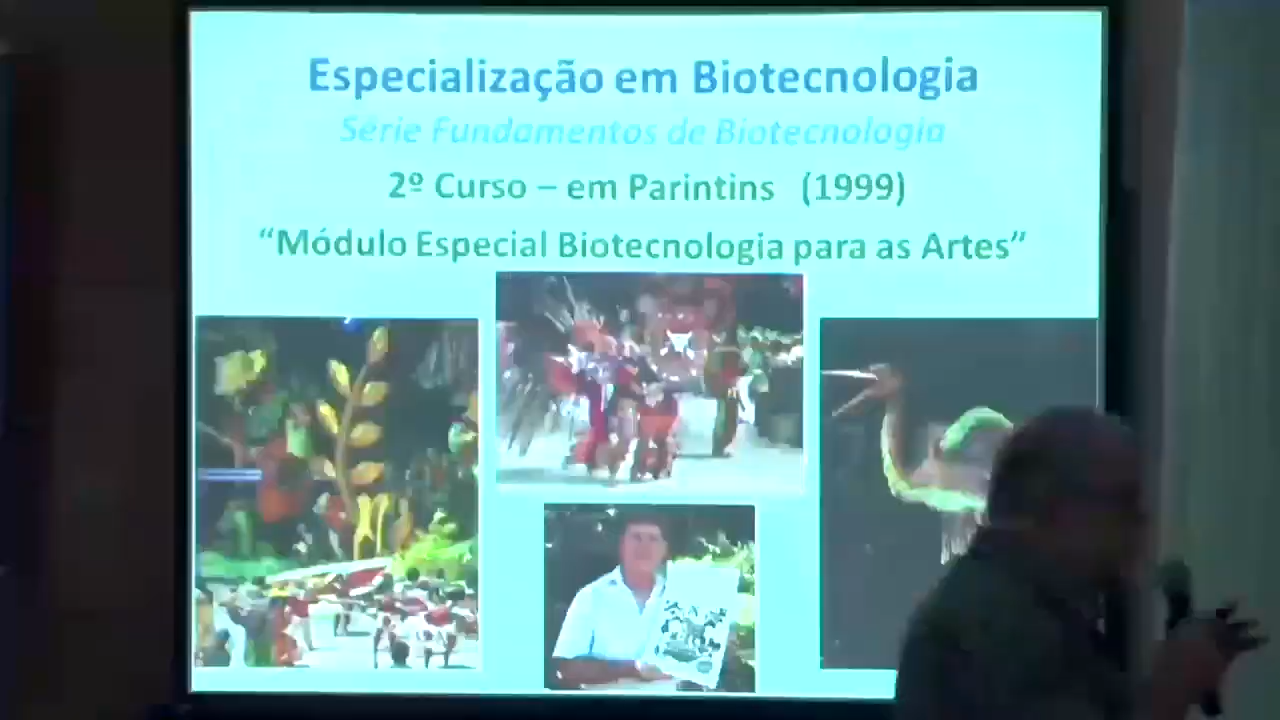 Especialização em Biotecnologia
Série Fundamentos de Biotecnologia
2º Curso – em Parintins (1999)
“Módulo Especial Biotecnologia para as Artes”